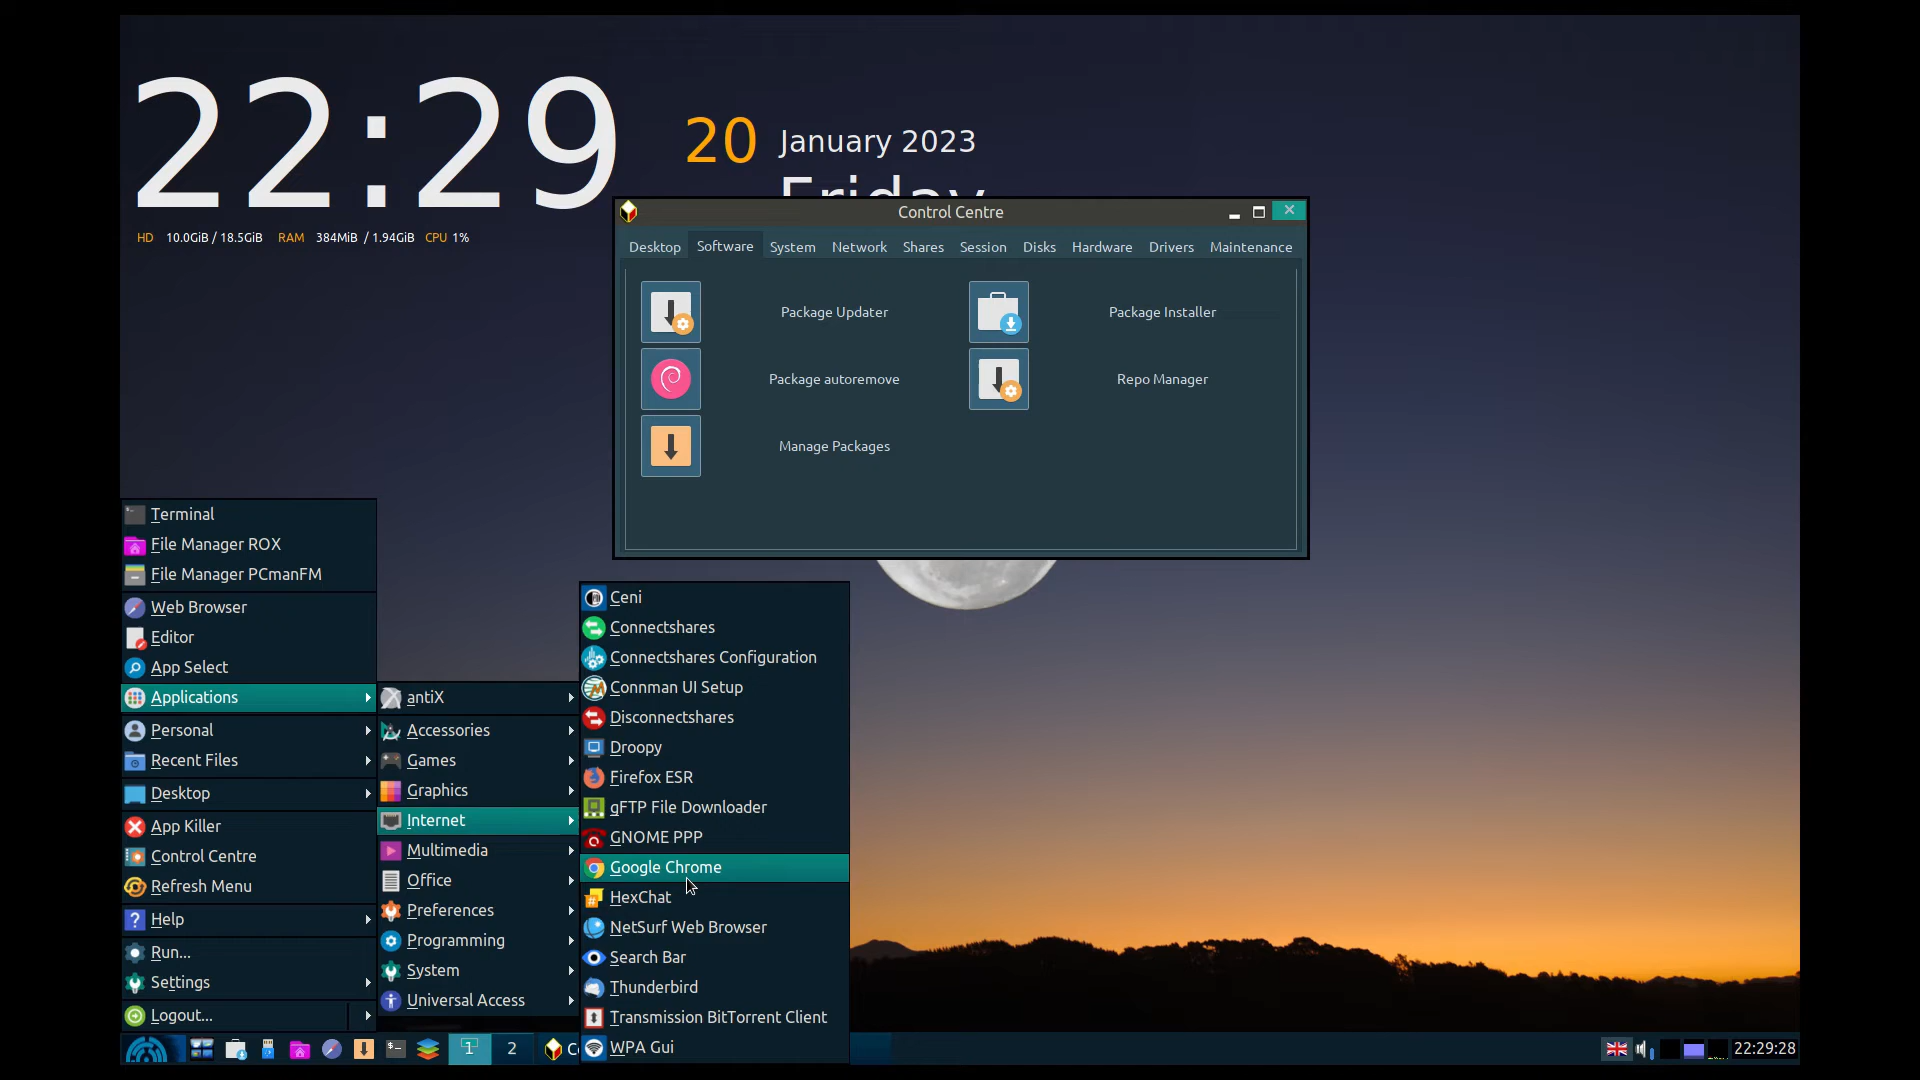 22:29
20
January 2023
Friday
HD 10.0GiB / 18.5GiB RAM 384MiB / 1.94GiB CPU 1%
Control Centre
Desktop Software System Network Shares Session Disks Hardware Drivers Maintenance
Package Updater
Package Installer
Package autoremove
Repo Manager
Manage Packages
Terminal
File Manager ROX
File Manager PCmanFM
Web Browser
Editor
App Select
Applications
Personal
Recent Files
Desktop
App Killer
Control Centre
Refresh Menu
Help
Run...
Settings
Logout...
antiX
Accessories
Games
Graphics
Internet
Multimedia
Office
Preferences
Programming
System
Universal Access
Ceni
Connectshares
Connectshares Configuration
Connman UI Setup
Disconnectshares
Droopy
Firefox ESR
gFTP File Downloader
GNOME PPP
Google Chrome
HexChat
NetSurf Web Browser
Search Bar
Thunderbird
Transmission BitTorrent Client
WPA Gui
1
2
22:29:28